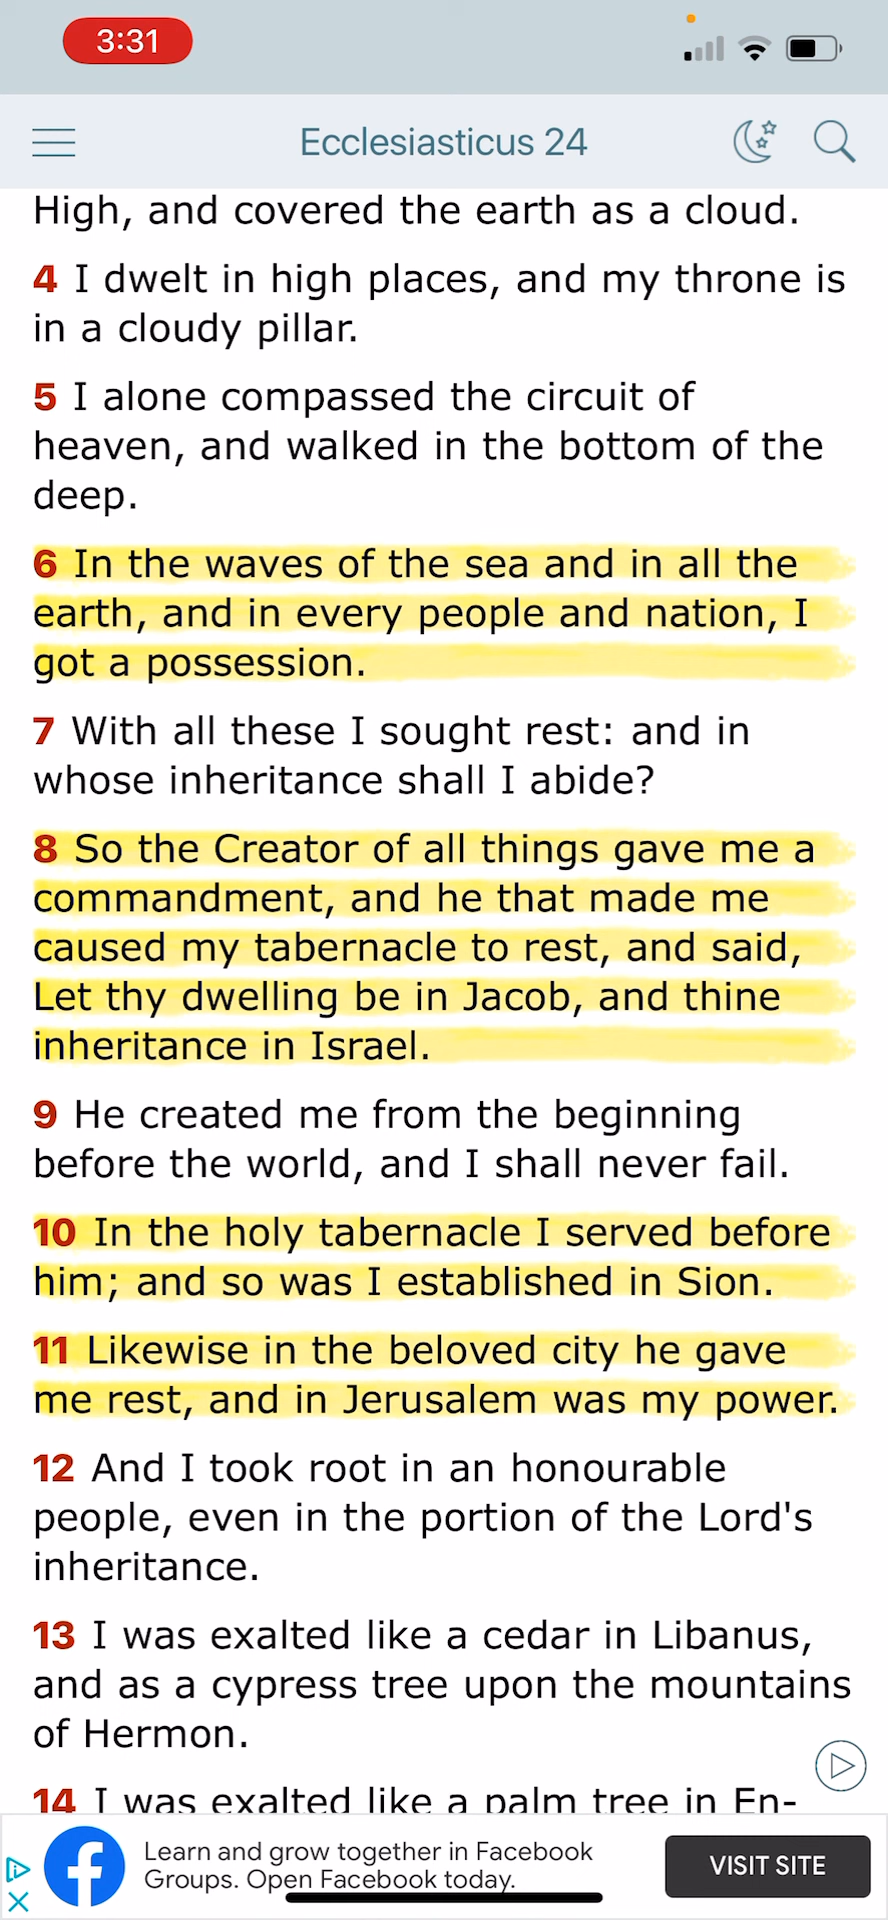 3:31
Ecclesiasticus 24
High, and covered the earth as a cloud.
4 I dwelt in high places, and my throne is
in a cloudy pillar.
5 I alone compassed the circuit of
heaven, and walked in the bottom of the
deep.
6 In the waves of the sea and in all the
earth, and in every people and nation, I
got a possession.
7 With all these I sought rest: and in
whose inheritance shall I abide?
8 So the Creator of all things gave me a
commandment, and he that made me
caused my tabernacle to rest, and said,
Let thy dwelling be in Jacob, and thine
inheritance in Israel.
9 He created me from the beginning
before the world, and I shall never fail.
10 In the holy tabernacle I served before
him; and so was I established in Sion.
11 Likewise in the beloved city he gave
me rest, and in Jerusalem was my power.
12 And I took root in an honourable
people, even in the portion of the Lord's
inheritance.
13 I was exalted like a cedar in Libanus,
and as a cypress tree upon the mountains
of Hermon.
14 I was exalted like a palm tree in En-
Learn and grow together in Facebook
Groups. Open Facebook today.
VISIT SITE